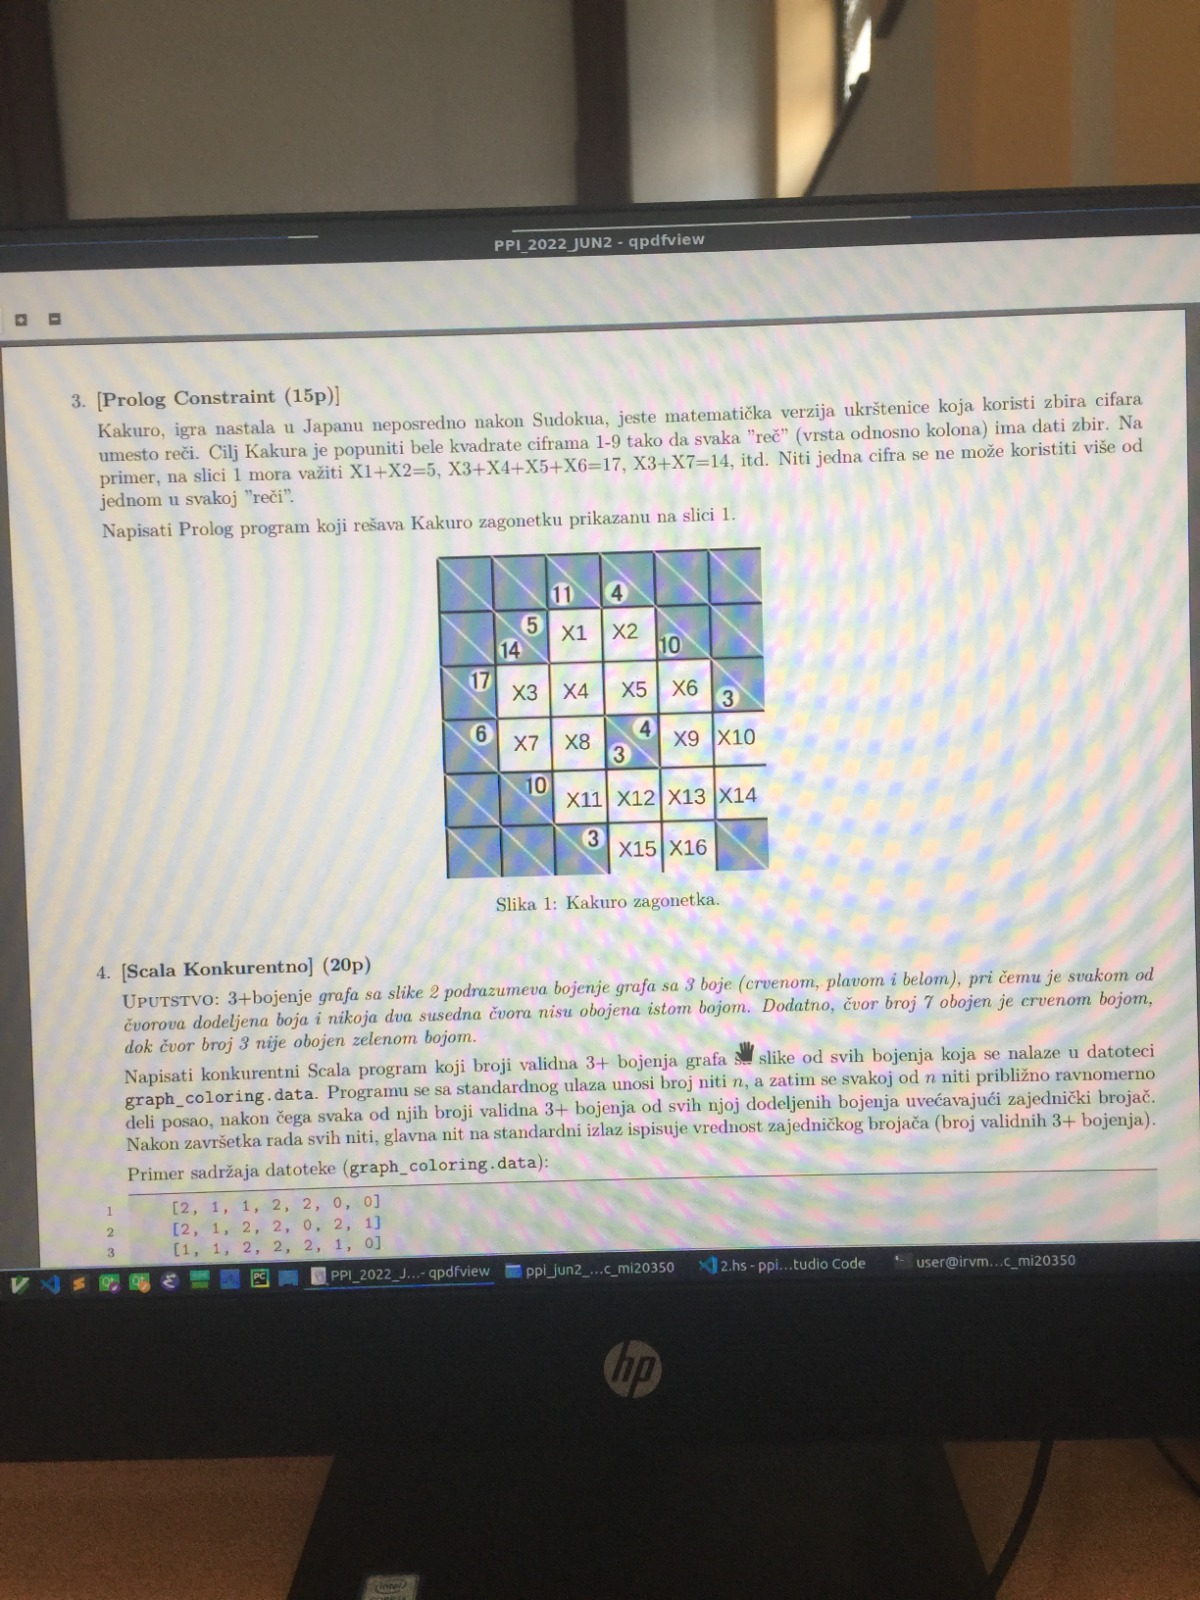 PPI_2022_JUN2 - qpdfview
3. [Prolog Constraint (15p)]
Kakuro, igra nastala u Japanu neposredno nakon Sudokua, jeste matematička verzija ukrštenice koja koristi zbira cifara
umesto reči. Cilj Kakura je popuniti bele kvadrate ciframa 1-9 tako da svaka "reč" (vrsta odnosno kolona) ima dati zbir. Na
primer, na slici 1 mora važiti X1+X2=5, X3+X4+X5+X6=17, X3+X7=14, itd. Niti jedna cifra se ne može koristiti više od
jednom u svakoj "reči".
Napisati Prolog program koji rešava Kakuro zagonetku prikazanu na slici 1.
11 4
5 14 X1 X2 10
17 X3 X4 X5 X6 3
6 X7 X8 4 3 X9 X10
10 X11 X12 X13 X14
3 X15 X16
Slika 1: Kakuro zagonetka.
4. [Scala Konkurentno] (20p)
UPUTSTVO: 3+bojenje grafa sa slike 2 podrazumeva bojenje grafa sa 3 boje (crvenom, plavom i belom), pri čemu je svakom od
čvorova dodeljena boja i nikoja dva susedna čvora nisu obojena istom bojom. Dodatno, čvor broj 7 obojen je crvenom bojom,
dok čvor broj 3 nije obojen zelenom bojom.
Napisati konkurentni Scala program koji broji validna 3+ bojenja grafa slike od svih bojenja koja se nalaze u datoteci
graph_coloring.data. Programu se sa standardnog ulaza unosi broj niti n, a zatim se svakoj od n niti približno ravnomerno
deli posao, nakon čega svaka od njih broji validna 3+ bojenja od svih njoj dodeljenih bojenja uvećavajući zajednički brojač.
Nakon završetka rada svih niti, glavna nit na standardni izlaz ispisuje vrednost zajedničkog brojača (broj validnih 3+ bojenja).
Primer sadržaja datoteke (graph_coloring.data):
1 [2, 1, 1, 2, 2, 0, 0]
2 [2, 1, 2, 2, 0, 2, 1]
3 [1, 1, 2, 2, 2, 1, 0]
PC PPI_2022_J...- qpdfview ppi_jun2_...c_mi20350 2.hs - ppi...tudio Code user@irvm...c_mi20350
hp
intel